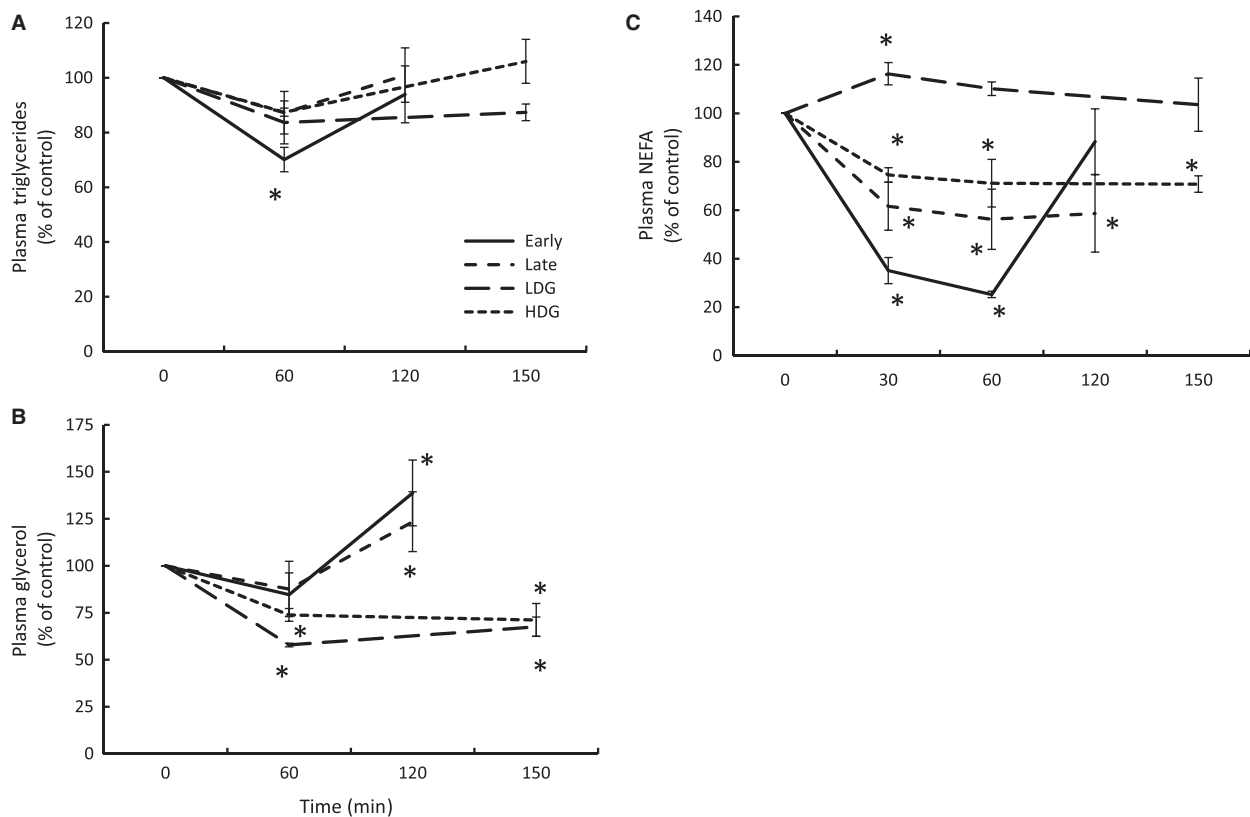 A
Plasma triglycerides
(% of control)
120
100
80
60
40
20
0
*
Early
Late
LDG
HDG
0 60 120 150
C
Plasma NEFA
(% of control)
140
120
100
80
60
40
20
0
*
* * *
* * *
* *
0 30 60 120 150
B
Plasma glycerol
(% of control)
175
150
125
100
75
50
25
0
*
* *
*
* *
0 60 120 150
Time (min)